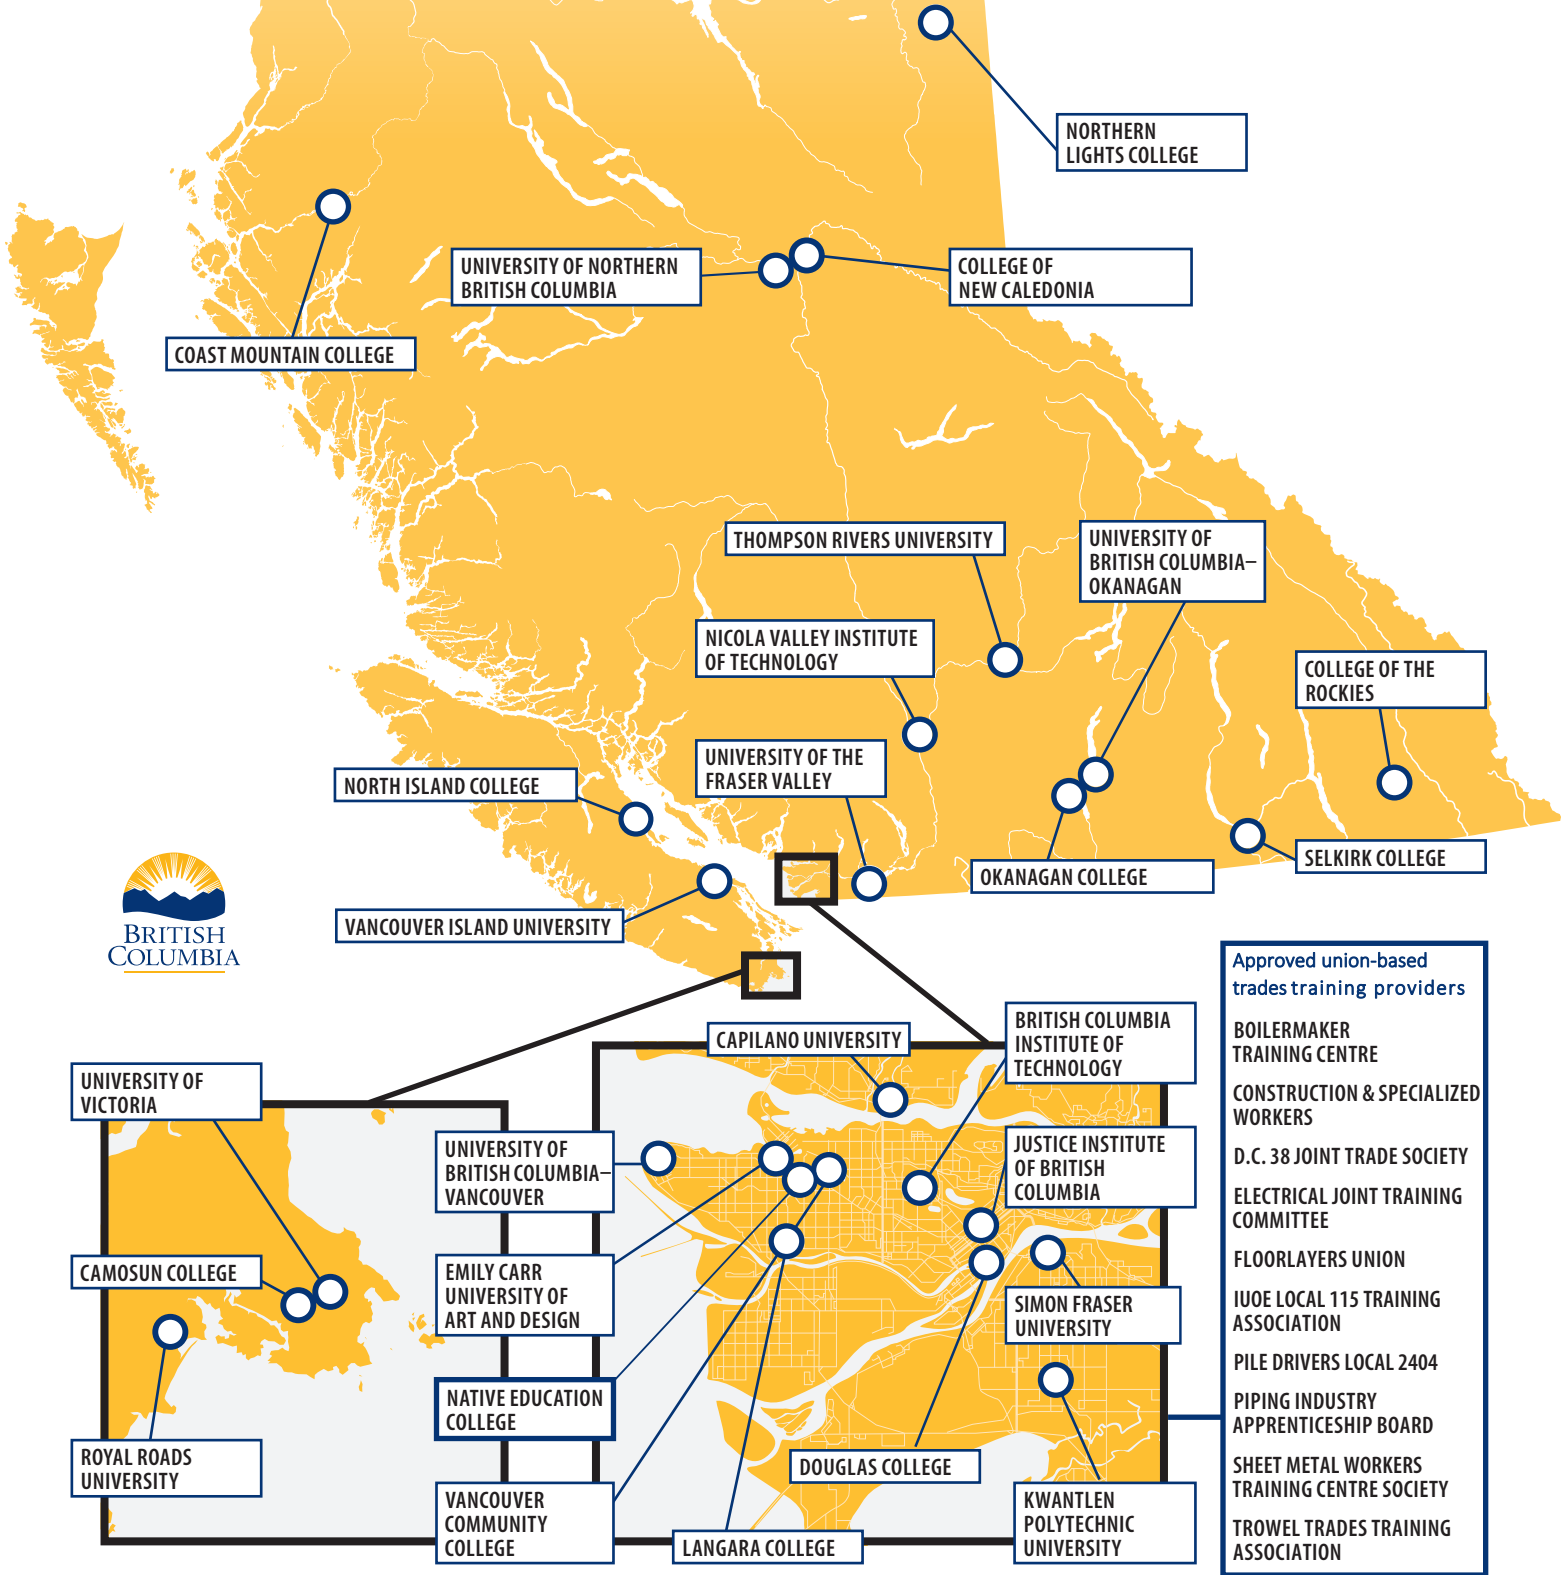 NORTHERN
LIGHTS COLLEGE
UNIVERSITY OF NORTHERN
BRITISH COLUMBIA
COLLEGE OF
NEW CALEDONIA
COAST MOUNTAIN COLLEGE
THOMPSON RIVERS UNIVERSITY
UNIVERSITY OF
BRITISH COLUMBIA–
OKANAGAN
NICOLA VALLEY INSTITUTE
OF TECHNOLOGY
COLLEGE OF THE
ROCKIES
UNIVERSITY OF THE
FRASER VALLEY
NORTH ISLAND COLLEGE
SELKIRK COLLEGE
OKANAGAN COLLEGE
VANCOUVER ISLAND UNIVERSITY
BRITISH
COLUMBIA
CAPILANO UNIVERSITY
BRITISH COLUMBIA
INSTITUTE OF
TECHNOLOGY
UNIVERSITY OF
VICTORIA
UNIVERSITY OF
BRITISH COLUMBIA–
VANCOUVER
JUSTICE INSTITUTE
OF BRITISH
COLUMBIA
CAMOSUN COLLEGE
EMILY CARR
UNIVERSITY OF
ART AND DESIGN
SIMON FRASER
UNIVERSITY
NATIVE EDUCATION
COLLEGE
ROYAL ROADS
UNIVERSITY
DOUGLAS COLLEGE
VANCOUVER
COMMUNITY
COLLEGE
LANGARA COLLEGE
KWANTLEN
POLYTECHNIC
UNIVERSITY
Approved union-based
trades training providers
BOILERMAKER
TRAINING CENTRE
CONSTRUCTION & SPECIALIZED
WORKERS
D.C. 38 JOINT TRADE SOCIETY
ELECTRICAL JOINT TRAINING
COMMITTEE
FLOORLAYERS UNION
IUOE LOCAL 115 TRAINING
ASSOCIATION
PILE DRIVERS LOCAL 2404
PIPING INDUSTRY
APPRENTICESHIP BOARD
SHEET METAL WORKERS
TRAINING CENTRE SOCIETY
TROWEL TRADES TRAINING
ASSOCIATION